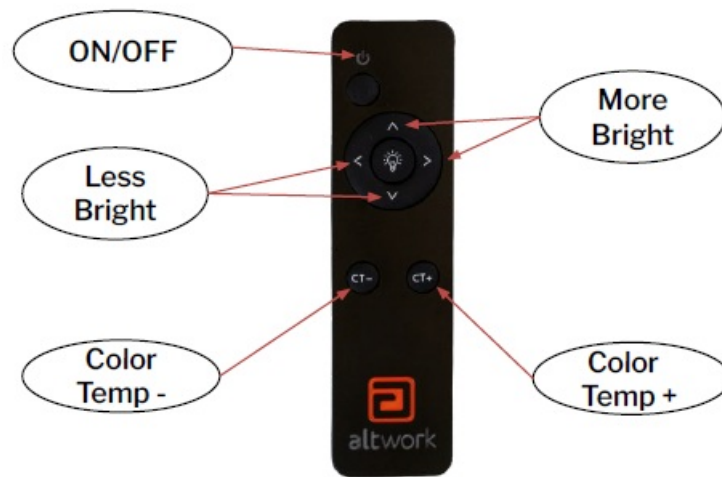 ON/OFF
More
Bright
Less
Bright
CT-
CT+
Color
Temp -
Color
Temp +
altwork